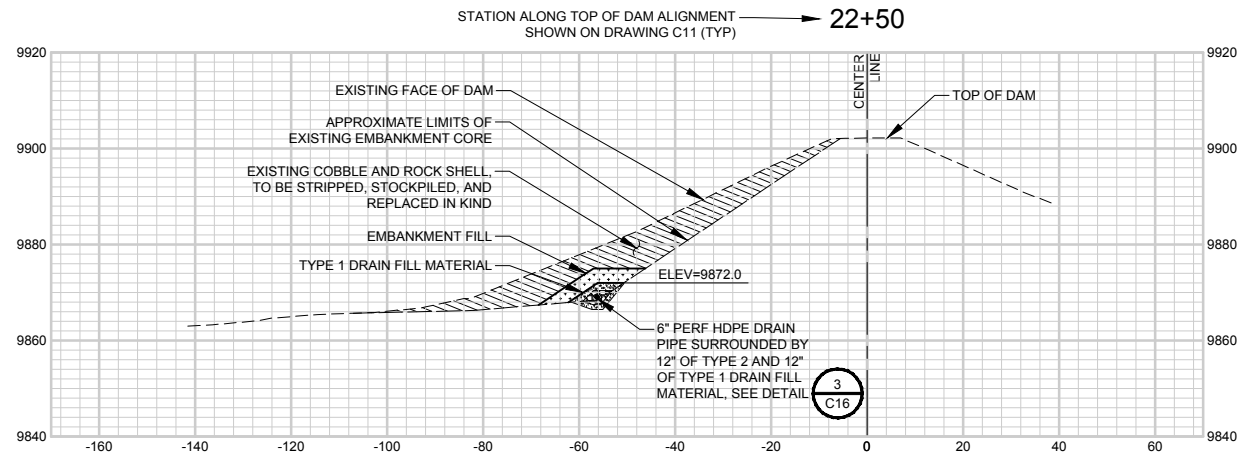 STATION ALONG TOP OF DAM ALIGNMENT
SHOWN ON DRAWING C11 (TYP)
22+50
9920
9920
CENTER
LINE
EXISTING FACE OF DAM
TOP OF DAM
APPROXIMATE LIMITS OF
EXISTING EMBANKMENT CORE
9900
9900
EXISTING COBBLE AND ROCK SHELL,
TO BE STRIPPED, STOCKPILED, AND
REPLACED IN KIND
EMBANKMENT FILL
9880
9880
TYPE 1 DRAIN FILL MATERIAL
ELEV=9872.0
6" PERF HDPE DRAIN
PIPE SURROUNDED BY
12" OF TYPE 2 AND 12"
OF TYPE 1 DRAIN FILL
MATERIAL, SEE DETAIL
3
C16
9860
9860
9840
9840
-160
-140
-120
-100
-80
-60
-40
-20
0
20
40
60